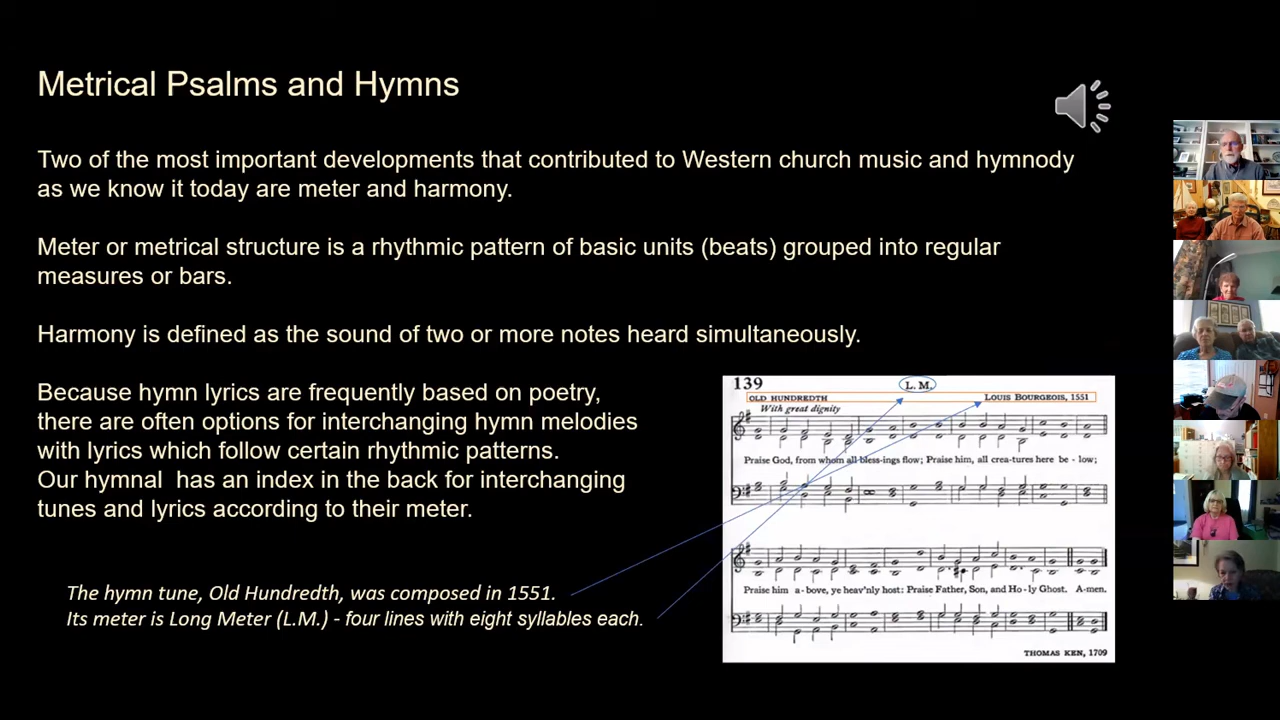 Metrical Psalms and Hymns
Two of the most important developments that contributed to Western church music and hymnody
as we know it today are meter and harmony.
Meter or metrical structure is a rhythmic pattern of basic units (beats) grouped into regular
measures or bars.
Harmony is defined as the sound of two or more notes heard simultaneously.
Because hymn lyrics are frequently based on poetry,
there are often options for interchanging hymn melodies
with lyrics which follow certain rhythmic patterns.
Our hymnal has an index in the back for interchanging
tunes and lyrics according to their meter.
The hymn tune, Old Hundredth, was composed in 1551.
Its meter is Long Meter (L.M.) - four lines with eight syllables each.
139
L. M.
OLD HUNDREDTH
LOUIS BOURGEOIS, 1551
With great dignity
Praise God, from whom all bless-ings flow; Praise him, all crea-tures here be - low;
Praise him a-bove, ye heav'nly host: Praise Father, Son, and Ho-ly Ghost. A-men.
THOMAS KEN, 1709